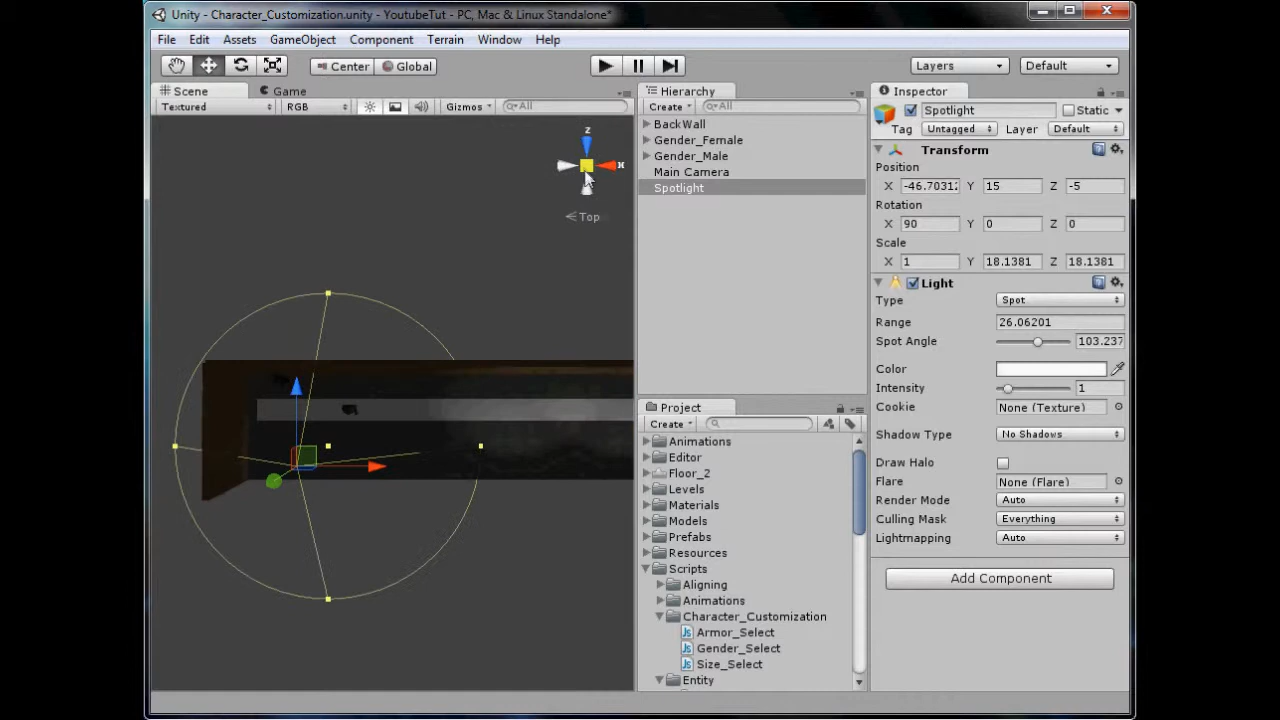 Unity - Character_Customization.unity - YoutubeTut - PC, Mac & Linux Standalone*
File Edit Assets GameObject Component Terrain Window Help
Center Global Layers Default
Scene Game
Textured RGB Gizmos All
z
x
Top
Hierarchy
Create All
BackWall
Gender_Female
Gender_Male
Main Camera
Spotlight
Project
Create
Animations
Editor
Floor_2
Levels
Materials
Models
Prefabs
Resources
Scripts
Aligning
Animations
Character_Customization
Armor_Select
Gender_Select
Size_Select
Entity
Inspector
Spotlight Static
Tag Untagged Layer Default
Transform
Position
X -46.7031 Y 15 Z -5
Rotation
X 90 Y 0 Z 0
Scale
X 1 Y 18.1381 Z 18.1381
Light
Type Spot
Range 26.06201
Spot Angle 103.237
Color
Intensity 1
Cookie None (Texture)
Shadow Type No Shadows
Draw Halo
Flare None (Flare)
Render Mode Auto
Culling Mask Everything
Lightmapping Auto
Add Component